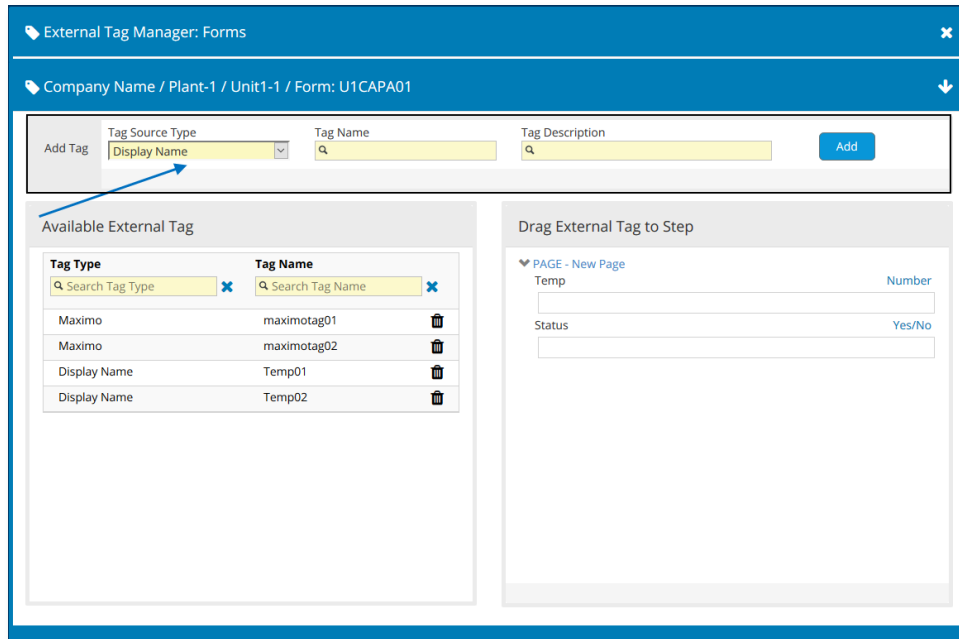 External Tag Manager: Forms
Company Name / Plant-1 / Unit1-1 / Form: U1CAPA01
Add Tag
Tag Source Type
Display Name
Tag Name
Tag Description
Add
Available External Tag
Tag Type Tag Name
Search Tag Type Search Tag Name
Maximo maximotag01
Maximo maximotag02
Display Name Temp01
Display Name Temp02
Drag External Tag to Step
PAGE - New Page
Temp Number
Status Yes/No